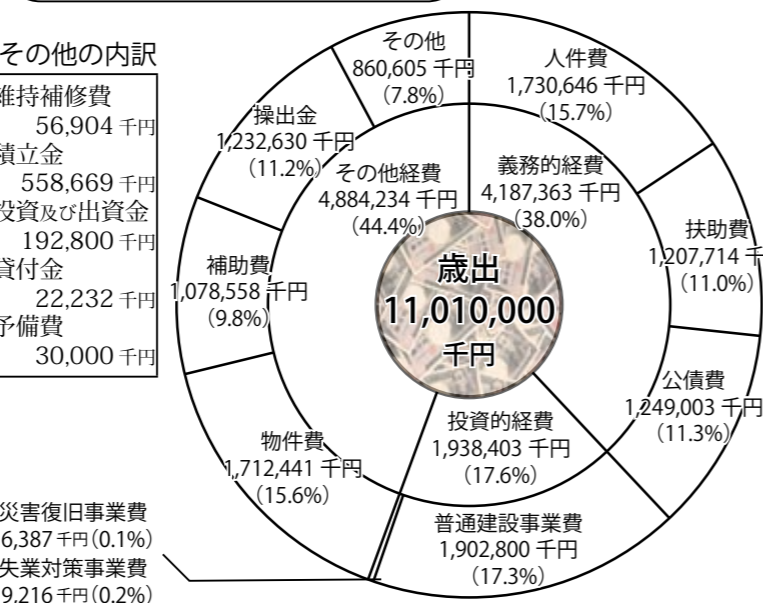 その他の内訳
維持補修費
56,904 千円
積立金
558,669 千円
投資及び出資金
192,800 千円
貸付金
22,232 千円
予備費
30,000 千円
災害復旧事業費
6,387 千円(0.1%)
失業対策事業費
9,216 千円(0.2%)
歳出
11,010,000
千円
義務的経費
4,187,363 千円
(38.0%)
投資的経費
1,938,403 千円
(17.6%)
その他経費
4,884,234 千円
(44.4%)
人件費
1,730,646 千円
(15.7%)
扶助費
1,207,714 千
(11.0%)
公債費
1,249,003 千円
(11.3%)
普通建設事業費
1,902,800 千円
(17.3%)
物件費
1,712,441 千円
(15.6%)
補助費
1,078,558 千円
(9.8%)
操出金
1,232,630 千円
(11.2%)
その他
860,605 千円
(7.8%)